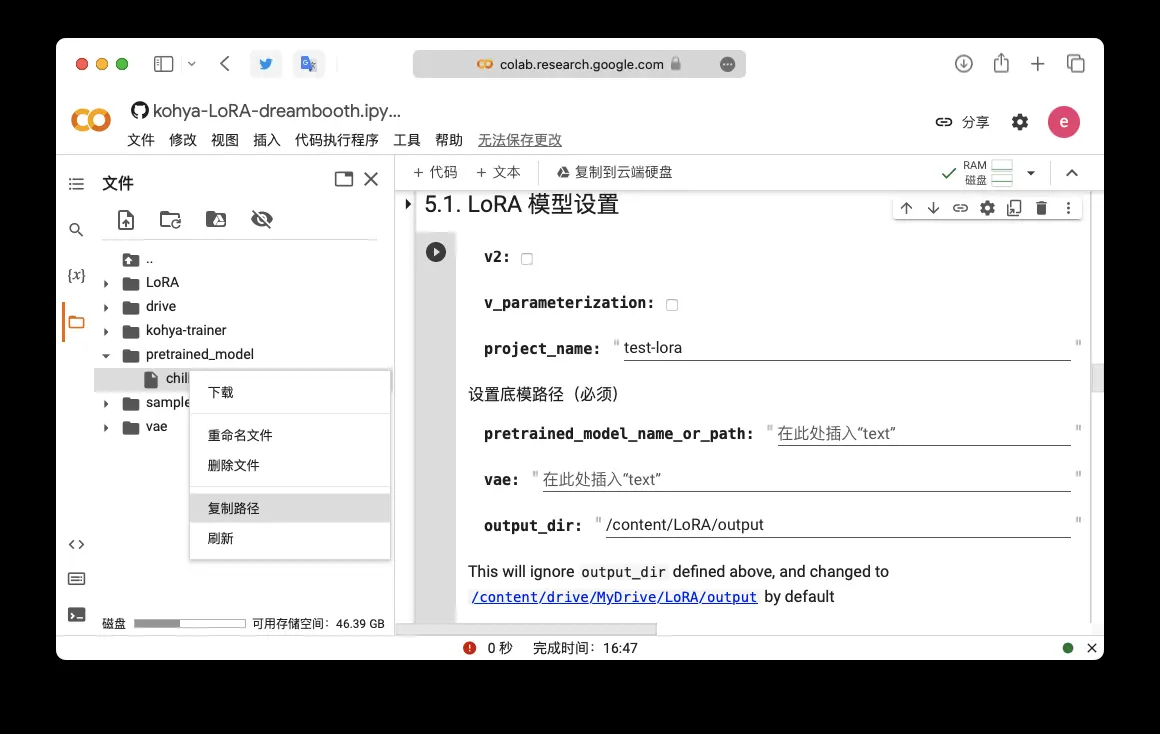 colab.research.google.com
kohya-LoRA-dreambooth.ipy...
文件 修改 视图 插入 代码执行程序 工具 帮助 无法保存更改
分享
e
文件
+ 代码 + 文本 复制到云端硬盘
RAM
磁盘
{x}
..
LoRA
drive
kohya-trainer
pretrained_model
chil
sample
vae
下载
重命名文件
删除文件
复制路径
刷新
磁盘 可用存储空间：46.39 GB
5.1. LoRA 模型设置
v2:
v_parameterization:
project_name: " test-lora "
设置底模路径（必须）
pretrained_model_name_or_path: " 在此处插入“text” "
vae: " 在此处插入“text” "
output_dir: " /content/LoRA/output "
This will ignore output_dir defined above, and changed to
/content/drive/MyDrive/LoRA/output by default
0 秒 完成时间：16:47